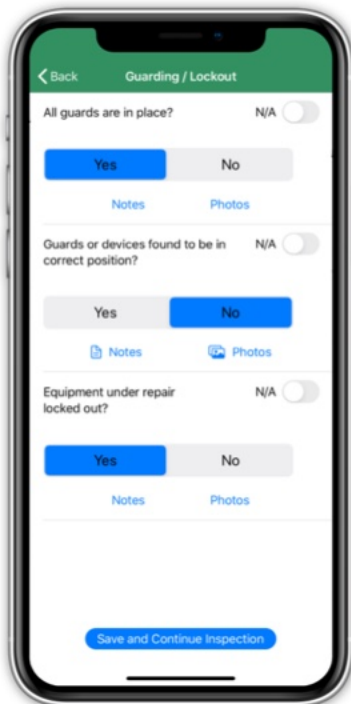 Back Guarding / Lockout
All guards are in place? N/A
Yes No
Notes Photos
Guards or devices found to be in N/A
correct position?
Yes No
Notes Photos
Equipment under repair N/A
locked out?
Yes No
Notes Photos
Save and Continue Inspection